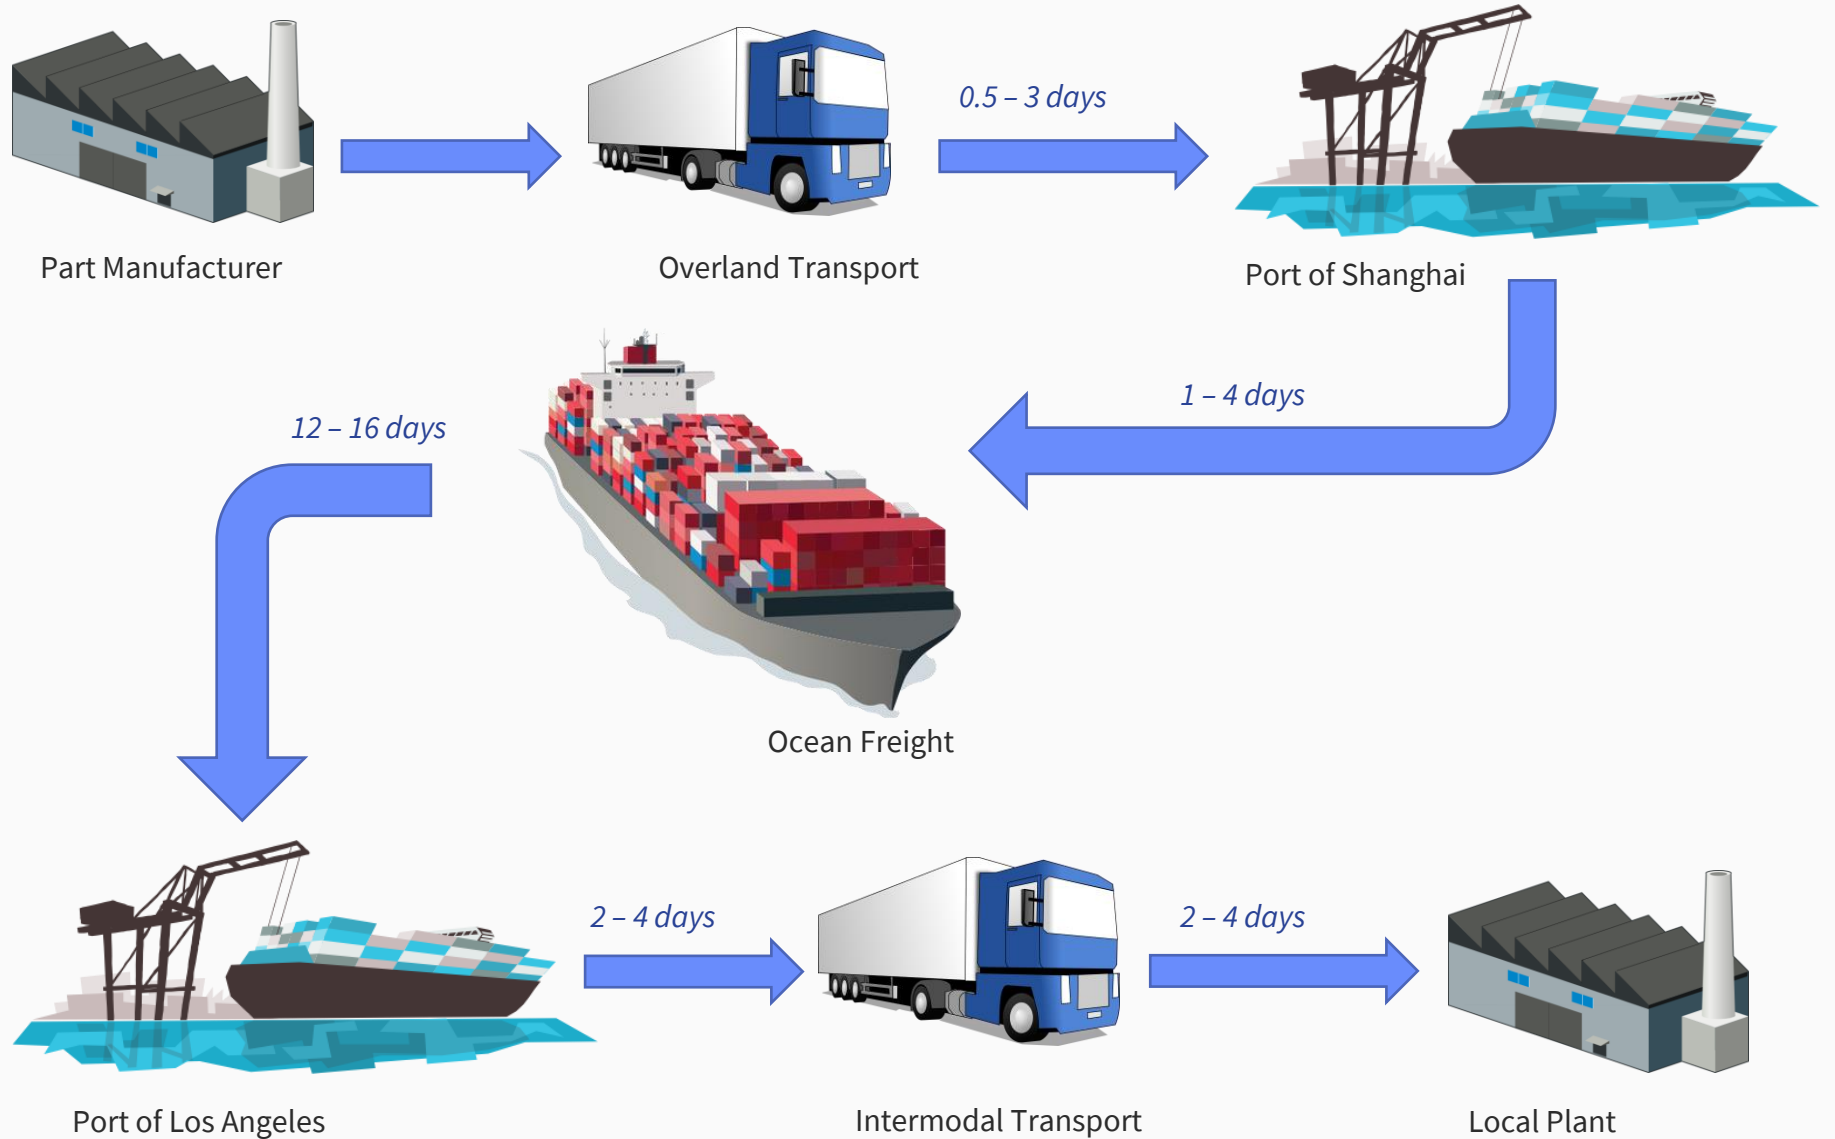 0.5 – 3 days
Part Manufacturer
Overland Transport
Port of Shanghai
1 – 4 days
12 – 16 days
Ocean Freight
2 – 4 days
2 – 4 days
Port of Los Angeles
Intermodal Transport
Local Plant